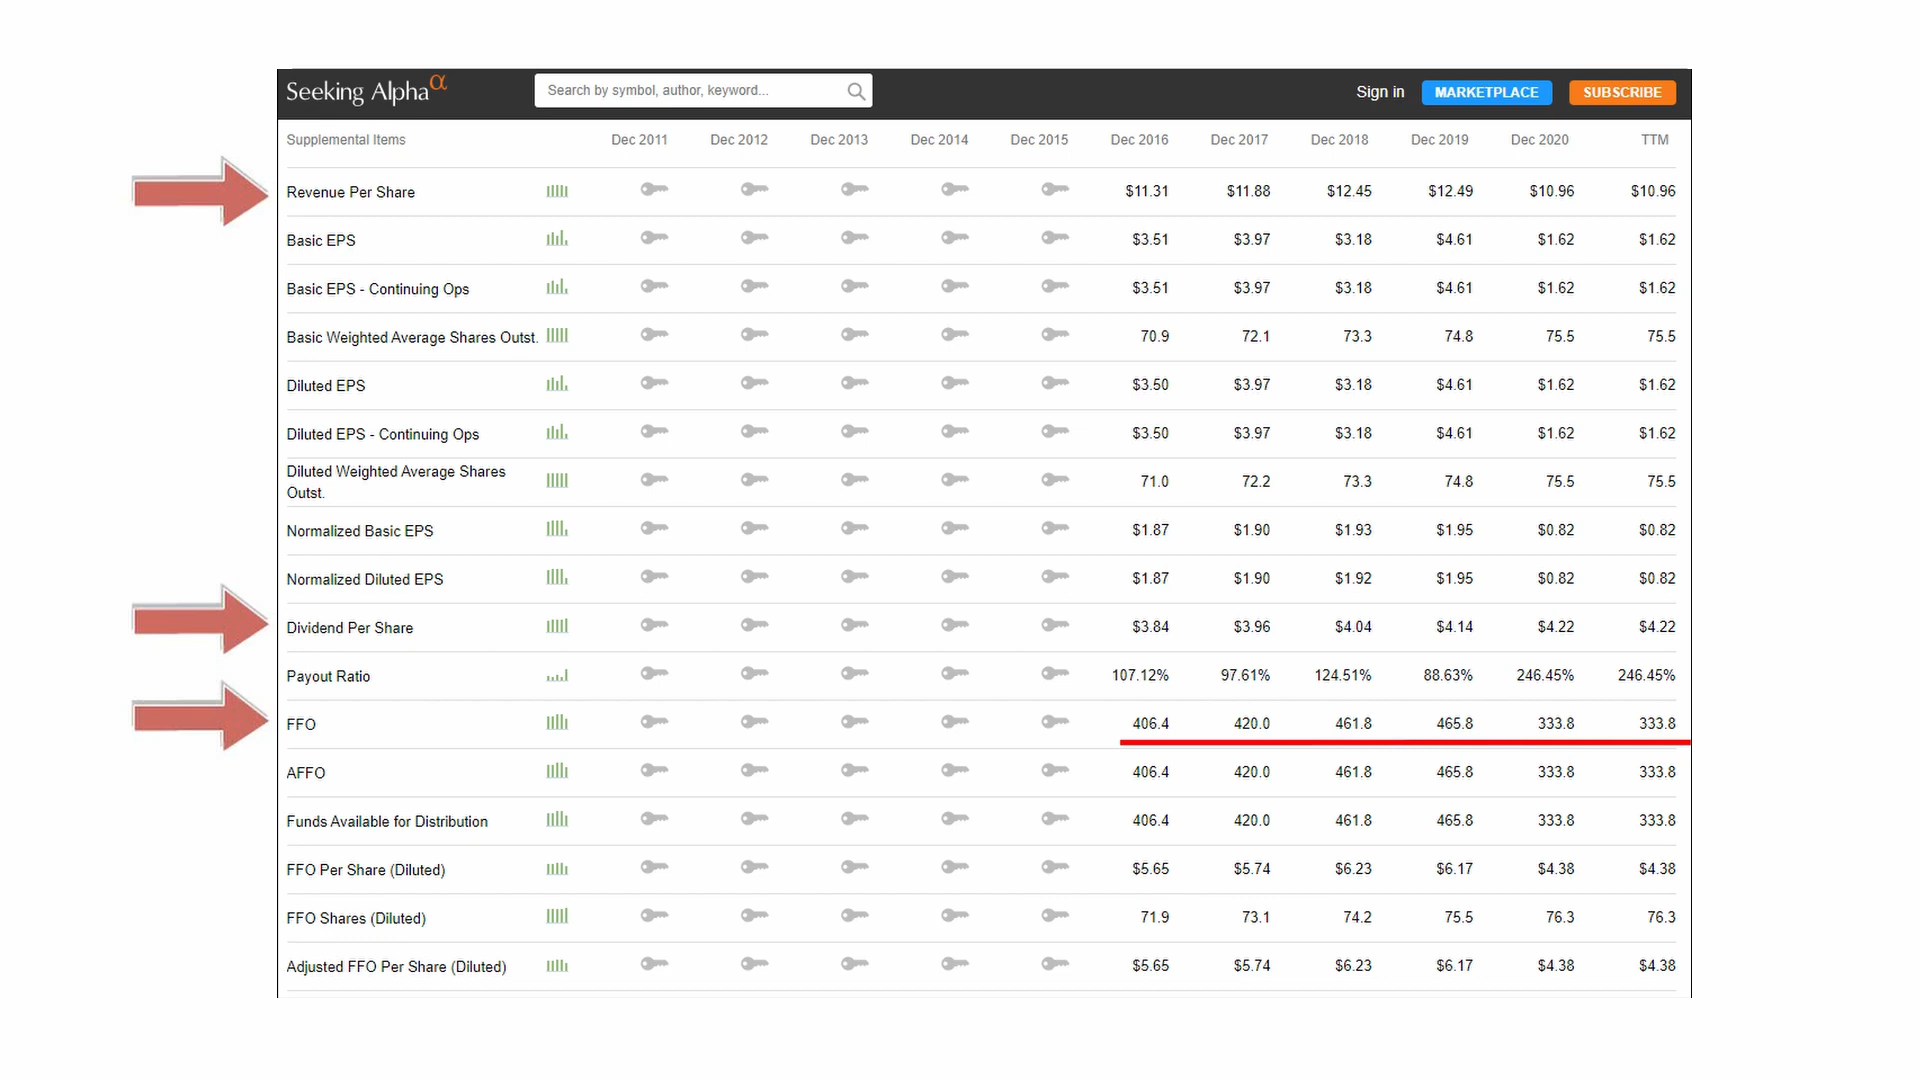 Seeking Alpha α Search by symbol, author, keyword... Sign in MARKETPLACE SUBSCRIBE
Supplemental Items Dec 2011 Dec 2012 Dec 2013 Dec 2014 Dec 2015 Dec 2016 Dec 2017 Dec 2018 Dec 2019 Dec 2020 TTM
Revenue Per Share $11.31 $11.88 $12.45 $12.49 $10.96 $10.96
Basic EPS $3.51 $3.97 $3.18 $4.61 $1.62 $1.62
Basic EPS - Continuing Ops $3.51 $3.97 $3.18 $4.61 $1.62 $1.62
Basic Weighted Average Shares Outst. 70.9 72.1 73.3 74.8 75.5 75.5
Diluted EPS $3.50 $3.97 $3.18 $4.61 $1.62 $1.62
Diluted EPS - Continuing Ops $3.50 $3.97 $3.18 $4.61 $1.62 $1.62
Diluted Weighted Average Shares
Outst. 71.0 72.2 73.3 74.8 75.5 75.5
Normalized Basic EPS $1.87 $1.90 $1.93 $1.95 $0.82 $0.82
Normalized Diluted EPS $1.87 $1.90 $1.92 $1.95 $0.82 $0.82
Dividend Per Share $3.84 $3.96 $4.04 $4.14 $4.22 $4.22
Payout Ratio 107.12% 97.61% 124.51% 88.63% 246.45% 246.45%
FFO 406.4 420.0 461.8 465.8 333.8 333.8
AFFO 406.4 420.0 461.8 465.8 333.8 333.8
Funds Available for Distribution 406.4 420.0 461.8 465.8 333.8 333.8
FFO Per Share (Diluted) $5.65 $5.74 $6.23 $6.17 $4.38 $4.38
FFO Shares (Diluted) 71.9 73.1 74.2 75.5 76.3 76.3
Adjusted FFO Per Share (Diluted) $5.65 $5.74 $6.23 $6.17 $4.38 $4.38